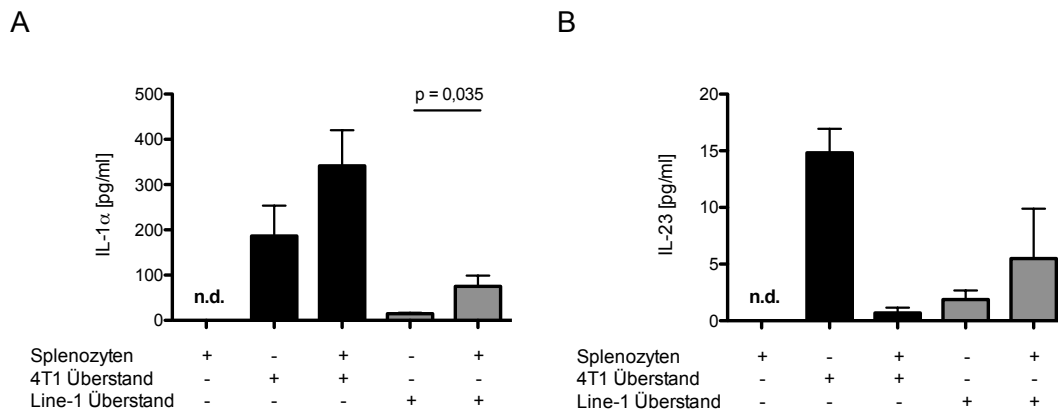 A
B
p = 0,035
500
400
300
200
100
0
IL-1α [pg/ml]
n.d.
20
15
10
5
0
IL-23 [pg/ml]
n.d.
Splenozyten + - + - +
4T1 Überstand - + + - -
Line-1 Überstand - - - + +
Splenozyten + - + - +
4T1 Überstand - + + - -
Line-1 Überstand - - - + +